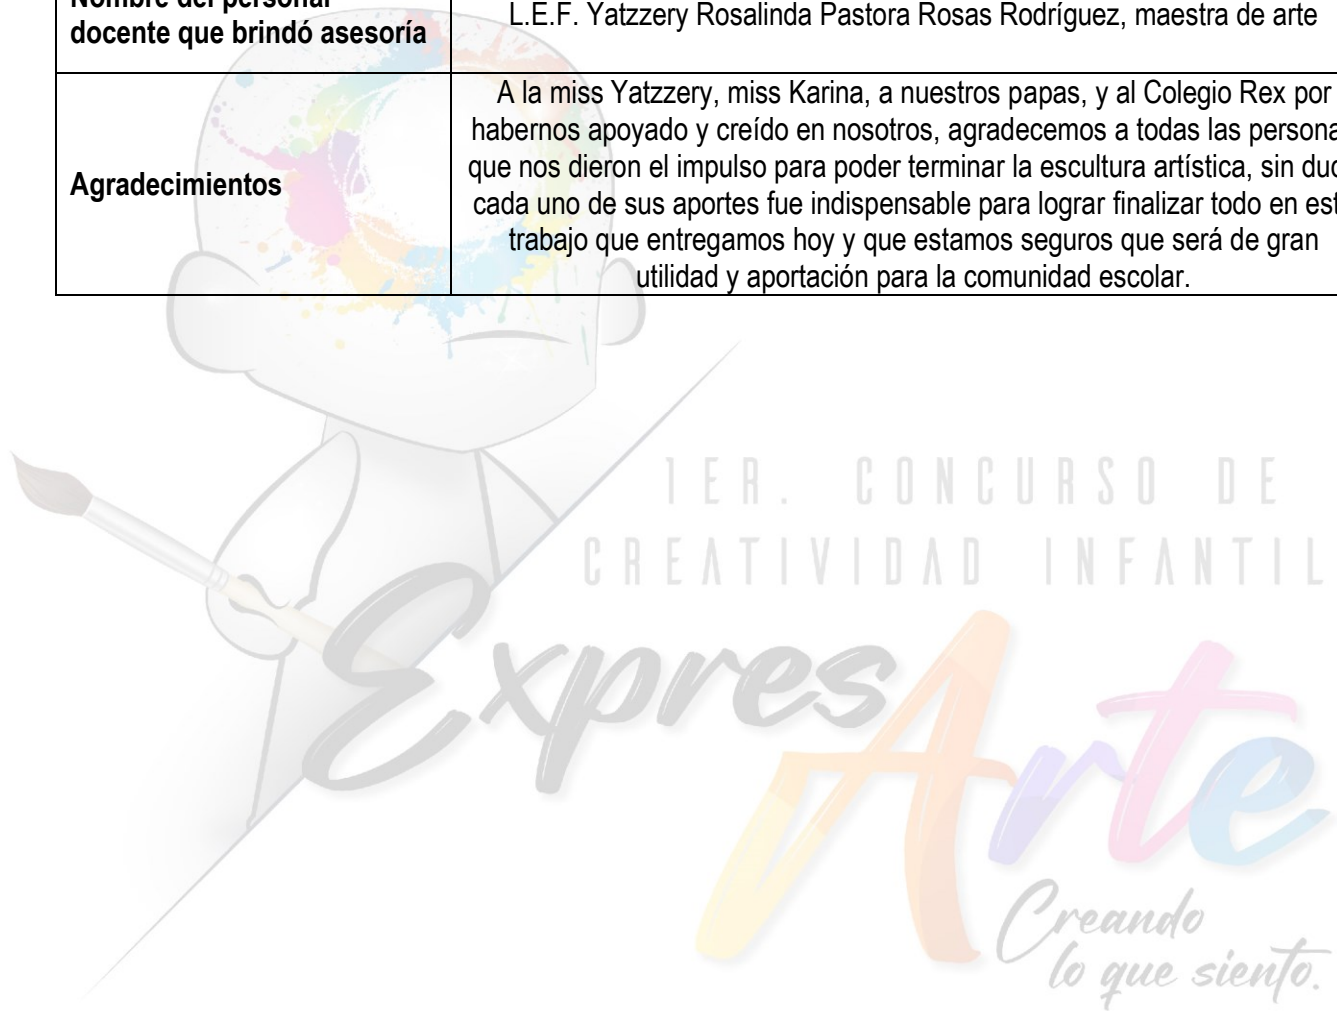 Nombre del personal
docente que brindó asesoría
L.E.F. Yatzzery Rosalinda Pastora Rosas Rodríguez, maestra de arte
Agradecimientos
A la miss Yatzzery, miss Karina, a nuestros papas, y al Colegio Rex por
habernos apoyado y creído en nosotros, agradecemos a todas las
que nos dieron el impulso para poder terminar la escultura artística, sin
cada uno de sus aportes fue indispensable para lograr finalizar todo en
trabajo que entregamos hoy y que estamos seguros que será de gran
utilidad y aportación para la comunidad escolar.
1ER. CONCURSO DE
CREATIVIDAD INFANTIL
ExpresArte
Creando
lo que siento.